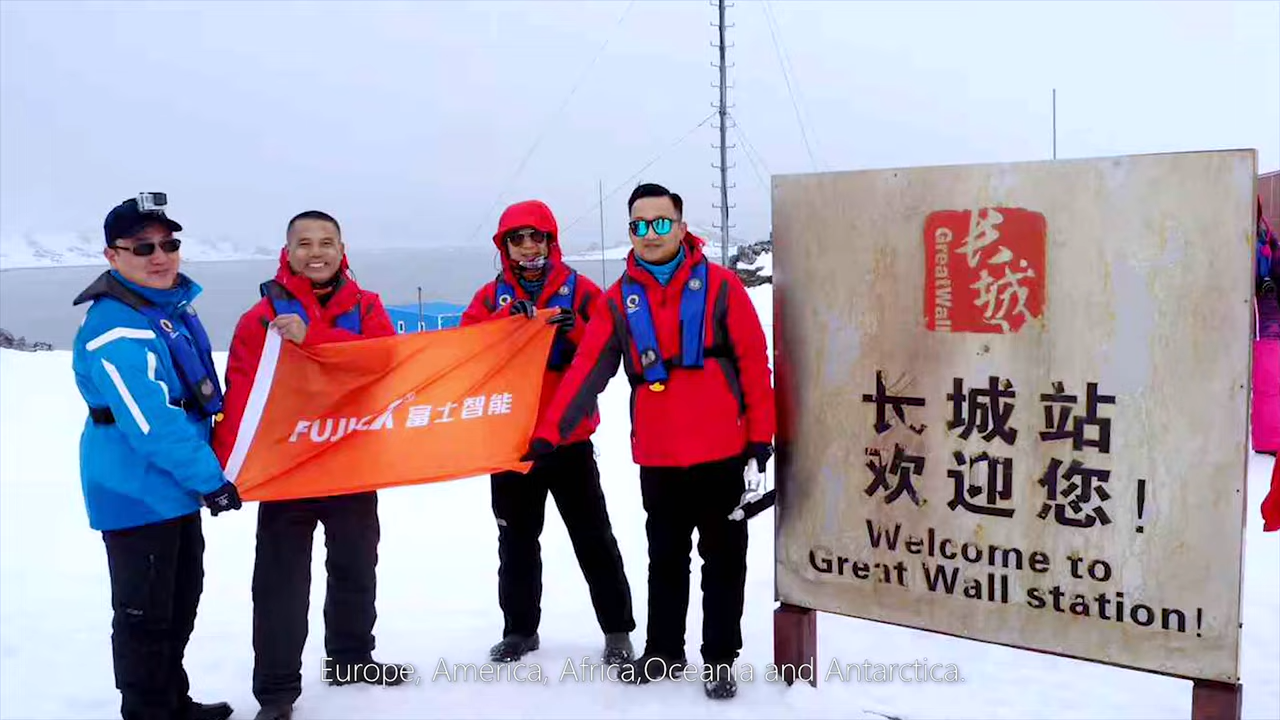 FUJICA® 富士智能
GreatWall
长城
长城站
欢迎您!
Welcome to
Great Wall station!
Europe, America, Africa,Oceania and Antarctica.